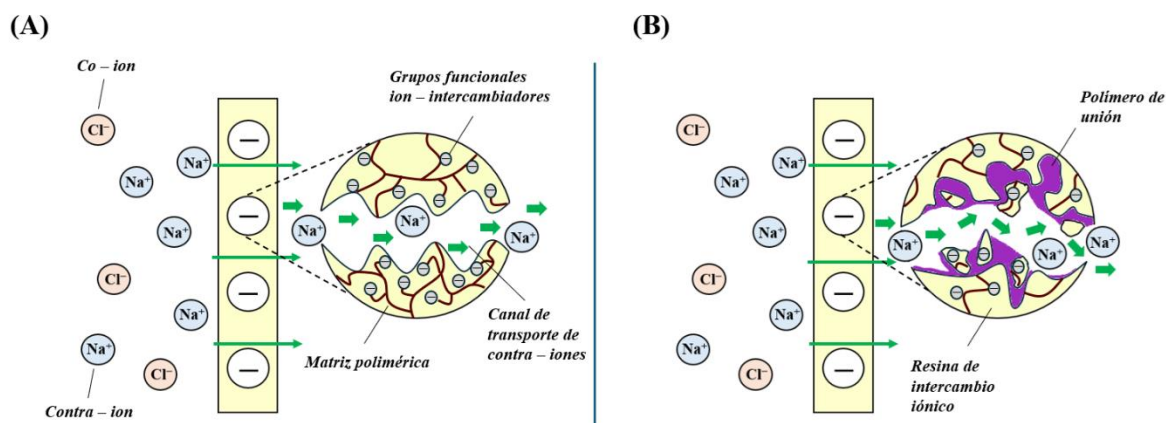 (A)
Co – ion
Grupos funcionales
ion – intercambiadores
Cl⁻
Na⁺
Na⁺
Na⁺
Cl⁻
Na⁺
Na⁺
Cl⁻
Contra – ion
–
–
–
–
Na⁺
Na⁺
Na⁺
Matriz polimérica
Canal de
transporte de
contra – iones
(B)
Polímero de
unión
Cl⁻
Na⁺
Na⁺
Na⁺
Cl⁻
Na⁺
Na⁺
Cl⁻
–
–
–
–
Na⁺
Na⁺
Na⁺
Resina de
intercambio
iónico